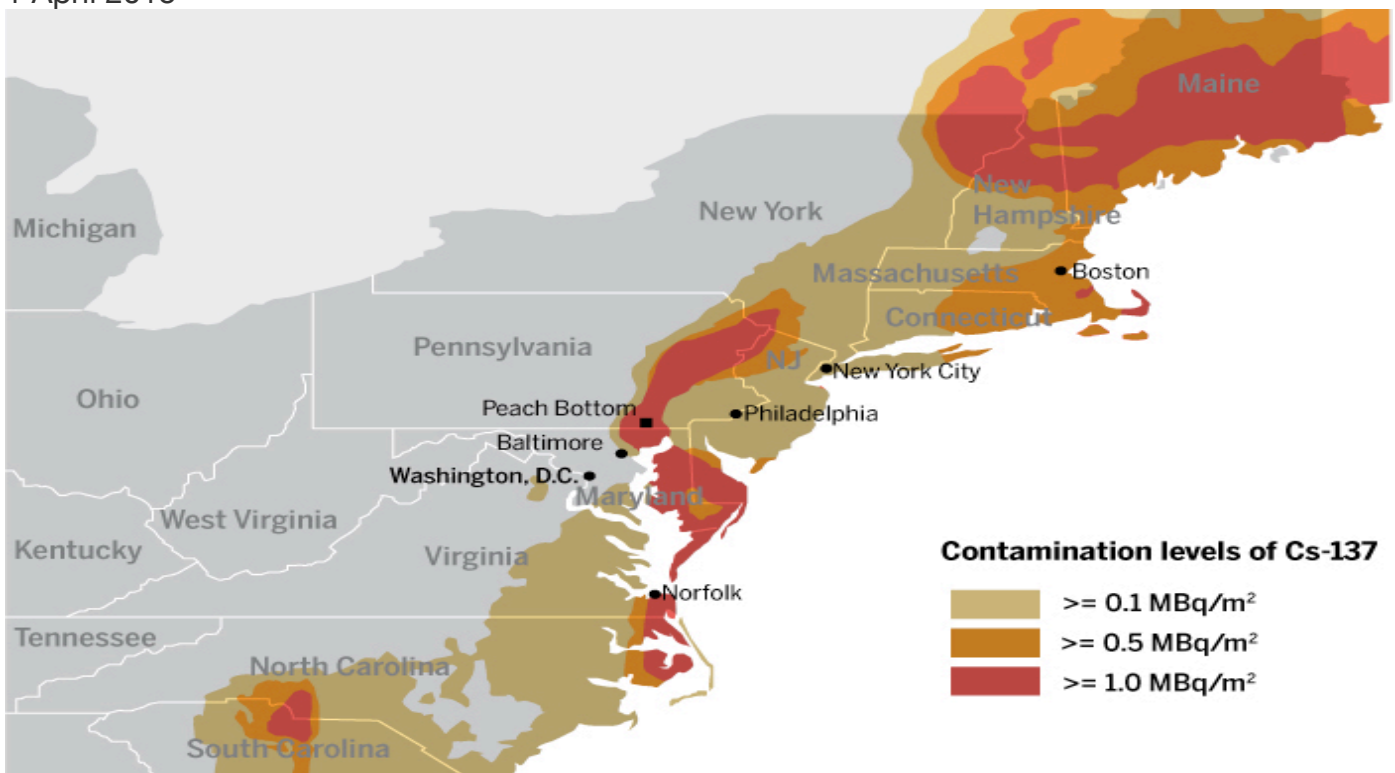 Maine
New
Hampshire
New York
Michigan
Massachusetts
Boston
Connecticut
Pennsylvania
NJ
New York City
Ohio
Peach Bottom
Philadelphia
Baltimore
Washington, D.C.
Maryland
West Virginia
Kentucky
Virginia
Norfolk
Tennessee
North Carolina
South Carolina
Contamination levels of Cs-137
>= 0.1 MBq/m²
>= 0.5 MBq/m²
>= 1.0 MBq/m²